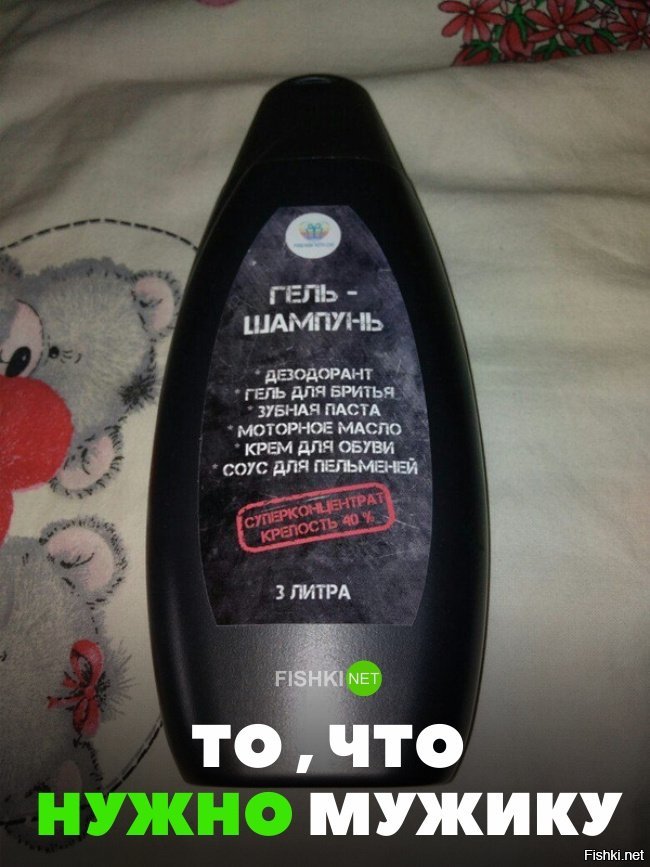 ГЕЛЬ -
ШАМПУНЬ
* ДЕЗОДОРАНТ
* ГЕЛЬ ДЛЯ БРИТЬЯ
* ЗУБНАЯ ПАСТА
* МОТОРНОЕ МАСЛО
* КРЕМ ДЛЯ ОБУВИ
* СОУС ДЛЯ ПЕЛЬМЕНЕЙ
СУПЕРКОНЦЕНТРАТ
КРЕПОСТЬ 40 %
3 ЛИТРА
FISHKI NET
ТО , ЧТО
НУЖНО МУЖИКУ
Fishki.net